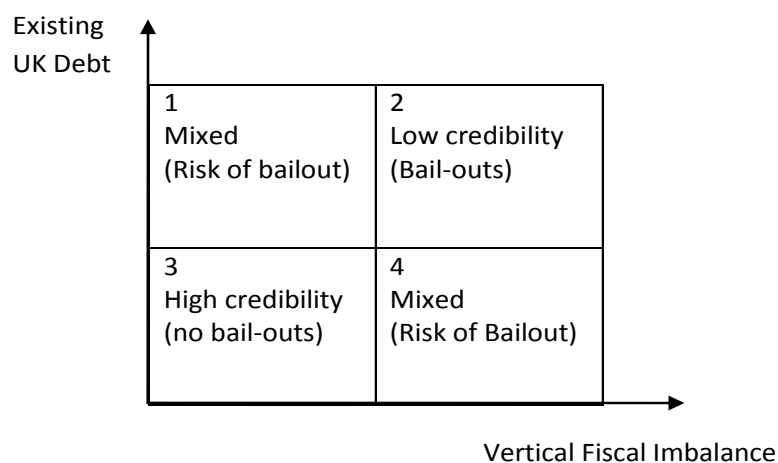 Existing
UK Debt
1
Mixed
(Risk of bailout)
2
Low credibility
(Bail-outs)
3
High credibility
(no bail-outs)
4
Mixed
(Risk of Bailout)
Vertical Fiscal Imbalance